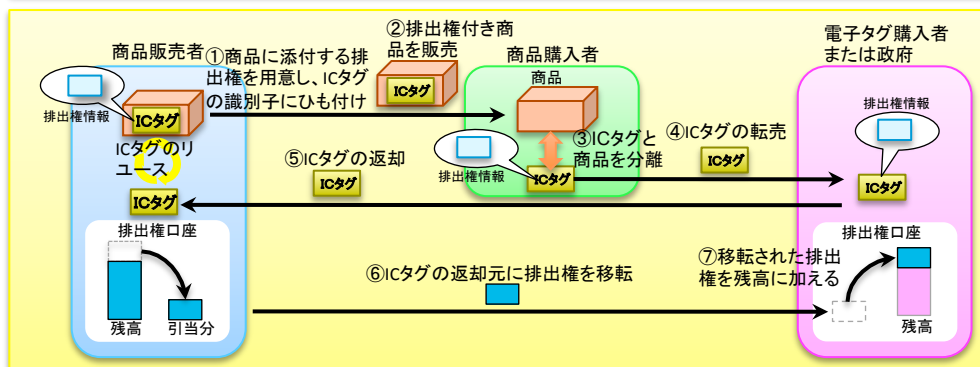 商品販売者
①商品に添付する排
出権を用意し、ICタグ
の識別子にひも付け
②排出権付き商
品を販売
ICタグ
商品購入者
商品
電子タグ購入者
または政府
排出権情報
ICタグ
排出権情報
ICタグのリ
ユース
ICタグ
⑤ICタグの返却
ICタグ
③ICタグと
商品を分離
排出権情報
ICタグ
④ICタグの転売
ICタグ
ICタグ
排出権口座
残高
引当分
⑥ICタグの返却元に排出権を移転
⑦移転された排出
権を残高に加える
排出権口座
残高